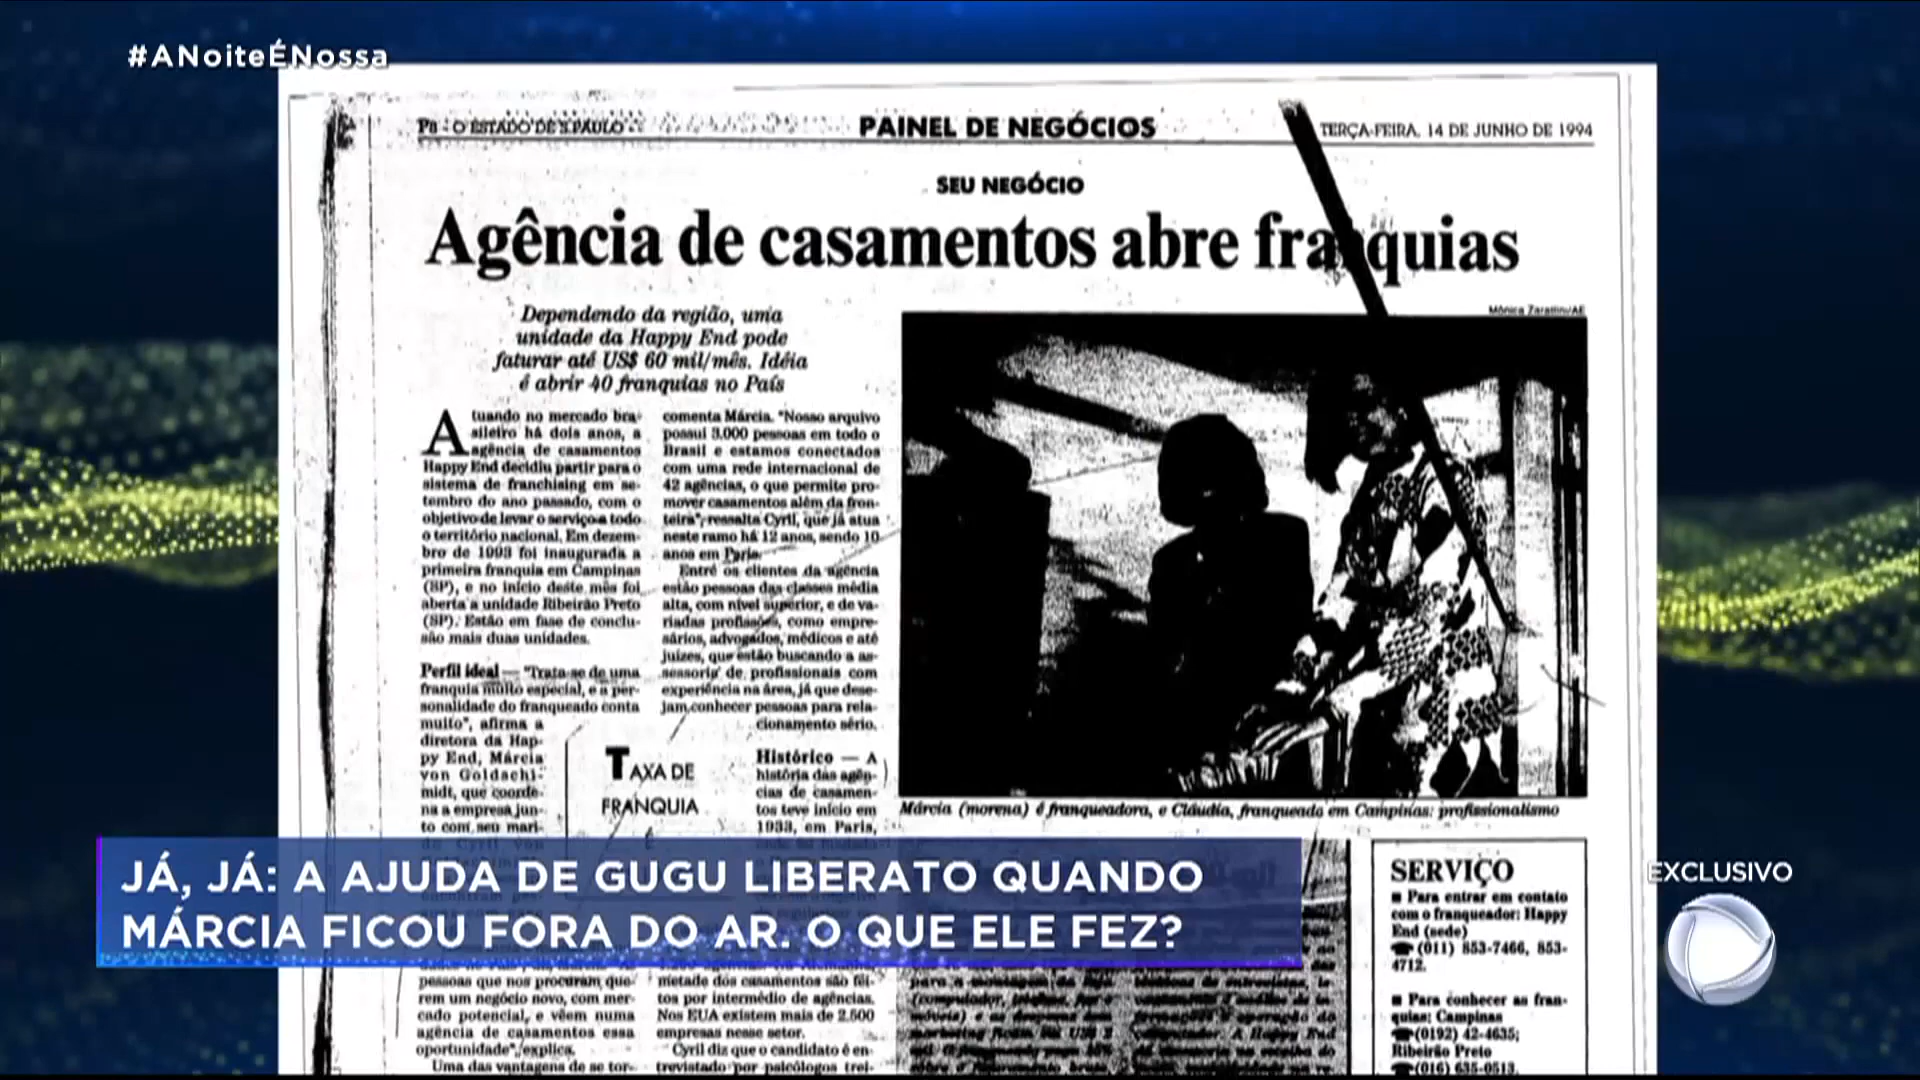 #ANoiteÉNossa
P8 - O ESTADO DE S.PAULO
PAINEL DE NEGÓCIOS
TERÇA-FEIRA, 14 DE JUNHO DE 1994
SEU NEGÓCIO
Agência de casamentos abre franquias
Dependendo da região, uma
unidade da Happy End pode
faturar até US$ 60 mil/mês. Idéia
é abrir 40 franquias no País
Atuando no mercado bra-
sileiro há dois anos, a
agência de casamentos
Happy End decidiu partir para o
sistema de franchising em se-
tembro do ano passado, com o
objetivo de levar o serviço a todo
o território nacional. Em dezem-
bro de 1993 foi inaugurada a
primeira franquia em Campinas
(SP), e no início deste mês foi
aberta a unidade Ribeirão Preto
(SP). Estão em fase de conclu-
são mais duas unidades.
Perfil ideal — "Trata-se de uma
franquia muito especial, e a per-
sonalidade do franqueado conta
muito", afirma a
diretora da Hap-
py End, Márcia
von Goldschi-
midt, que coorde-
na a empresa jun-
to com seu mari-
pessoas que nos procuram que-
rem um negócio novo, com mer-
cado potencial, e vêem numa
agência de casamentos essa
oportunidade", explica.
Uma das vantagens de se tor-
comenta Márcia. "Nosso arquivo
possui 3.000 pessoas em todo o
Brasil e estamos conectados
com uma rede internacional de
42 agências, o que permite pro-
mover casamentos além da fron-
teira", ressalta Cyril, que já atua
neste ramo há 12 anos, sendo 10
anos em Paris.
Entre os clientes da agência
estão pessoas das classes média
alta, com nível superior, e de va-
riadas profissões, como empre-
sários, advogados, médicos e até
juízes, que estão buscando a as-
sessoria de profissionais com
experiência na área, já que dese-
jam conhecer pessoas para rela-
cionamento sério.
Histórico — A
história das agên-
cias de casamen-
tos teve início em
1933, em Paris,
metade dos casamentos são fei-
tos por intermédio de agências.
Nos EUA existem mais de 2.500
empresas nesse setor.
Cyril diz que o candidato é en-
trevistado por psicólogos trei-
TAXA DE
FRANQUIA
É
Mônica Zarattini/AE
Márcia (morena) é franqueadora, e Cláudia, franqueada em Campinas: profissionalismo
SERVIÇO
■ Para entrar em contato
com o franqueador: Happy
End (sede)
☎(011) 853-7466, 853-
4712.
■ Para conhecer as fran-
quias: Campinas
☎(0192) 42-4635;
Ribeirão Preto
☎(016) 635-0513.
JÁ, JÁ: A AJUDA DE GUGU LIBERATO QUANDO
MÁRCIA FICOU FORA DO AR. O QUE ELE FEZ?
EXCLUSIVO